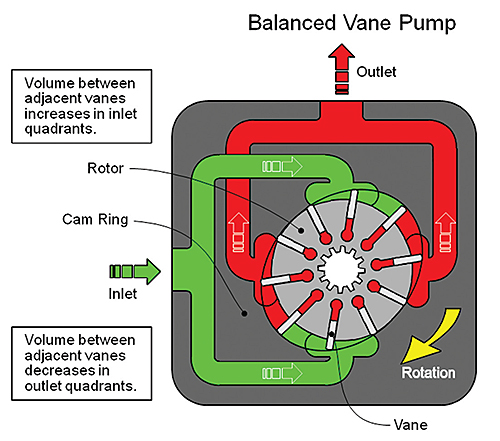 Balanced Vane Pump
Outlet
Volume between
adjacent vanes
increases in inlet
quadrants.
Rotor
Cam Ring
Inlet
Volume between
adjacent vanes
decreases in
outlet quadrants.
Rotation
Vane